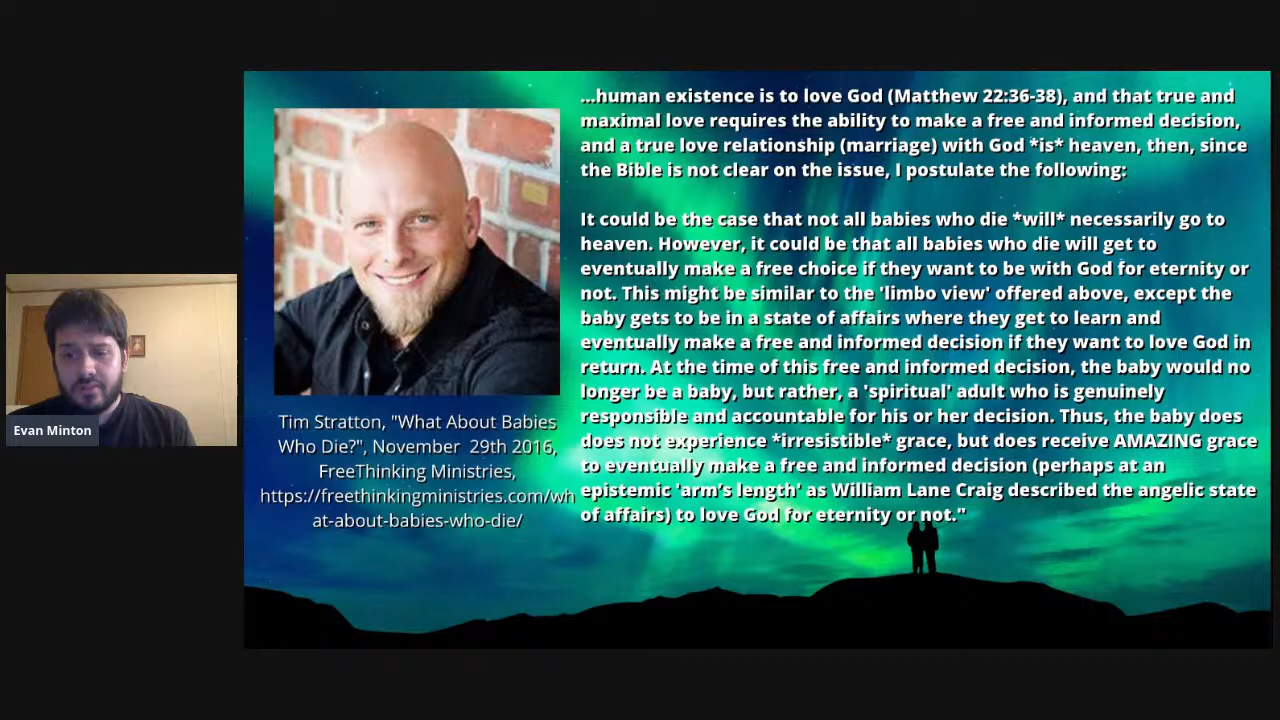 Evan Minton
Tim Stratton, "What About Babies
Who Die?", November  29th 2016,
FreeThinking Ministries,
https://freethinkingministries.com/wh
at-about-babies-who-die/
...human existence is to love God (Matthew 22:36-38), and that true and
maximal love requires the ability to make a free and informed decision,
and a true love relationship (marriage) with God *is* heaven, then, since
the Bible is not clear on the issue, I postulate the following:
It could be the case that not all babies who die *will* necessarily go to
heaven. However, it could be that all babies who die will get to
eventually make a free choice if they want to be with God for eternity or
not. This might be similar to the 'limbo view' offered above, except the
baby gets to be in a state of affairs where they get to learn and
eventually make a free and informed decision if they want to love God in
return. At the time of this free and informed decision, the baby would no
longer be a baby, but rather, a 'spiritual' adult who is genuinely
responsible and accountable for his or her decision. Thus, the baby does
does not experience *irresistible* grace, but does receive AMAZING grace
to eventually make a free and informed decision (perhaps at an
epistemic 'arm’s length' as William Lane Craig described the angelic state
of affairs) to love God for eternity or not."